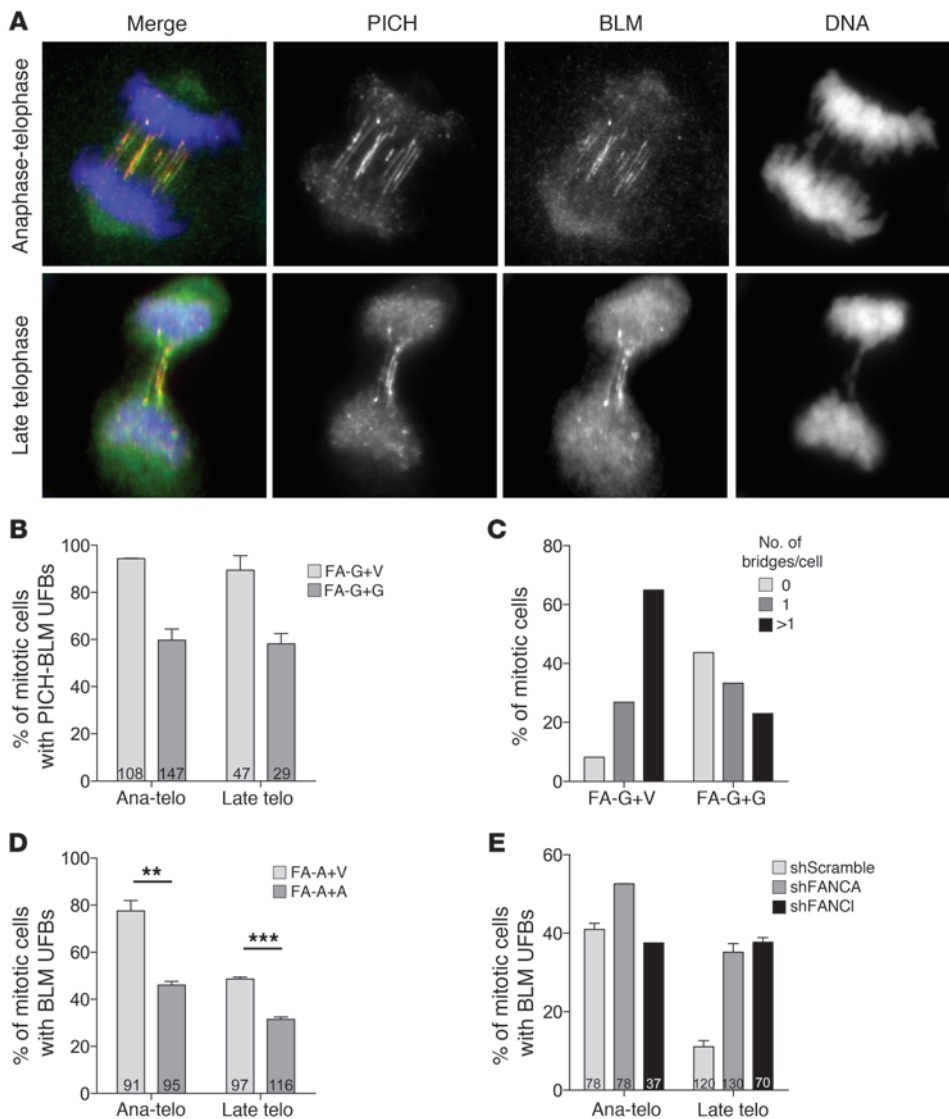 A
Merge PICH BLM DNA
Anaphase-telophase
Late telophase
B
% of mitotic cells
with PICH-BLM UFBs
100
80
60
40
20
0
108 147 47 29
Ana-telo Late telo
FA-G+V
FA-G+G
C
% of mitotic cells
80
60
40
20
0
FA-G+V FA-G+G
No. of
bridges/cell
0
1
>1
D
% of mitotic cells
with BLM UFBs
100
80
60
40
20
0
** ***
91 95 97 116
Ana-telo Late telo
FA-A+V
FA-A+A
E
% of mitotic cells
with BLM UFBs
60
40
20
0
78 78 37 120 130 70
Ana-telo Late telo
shScramble
shFANCA
shFANCI